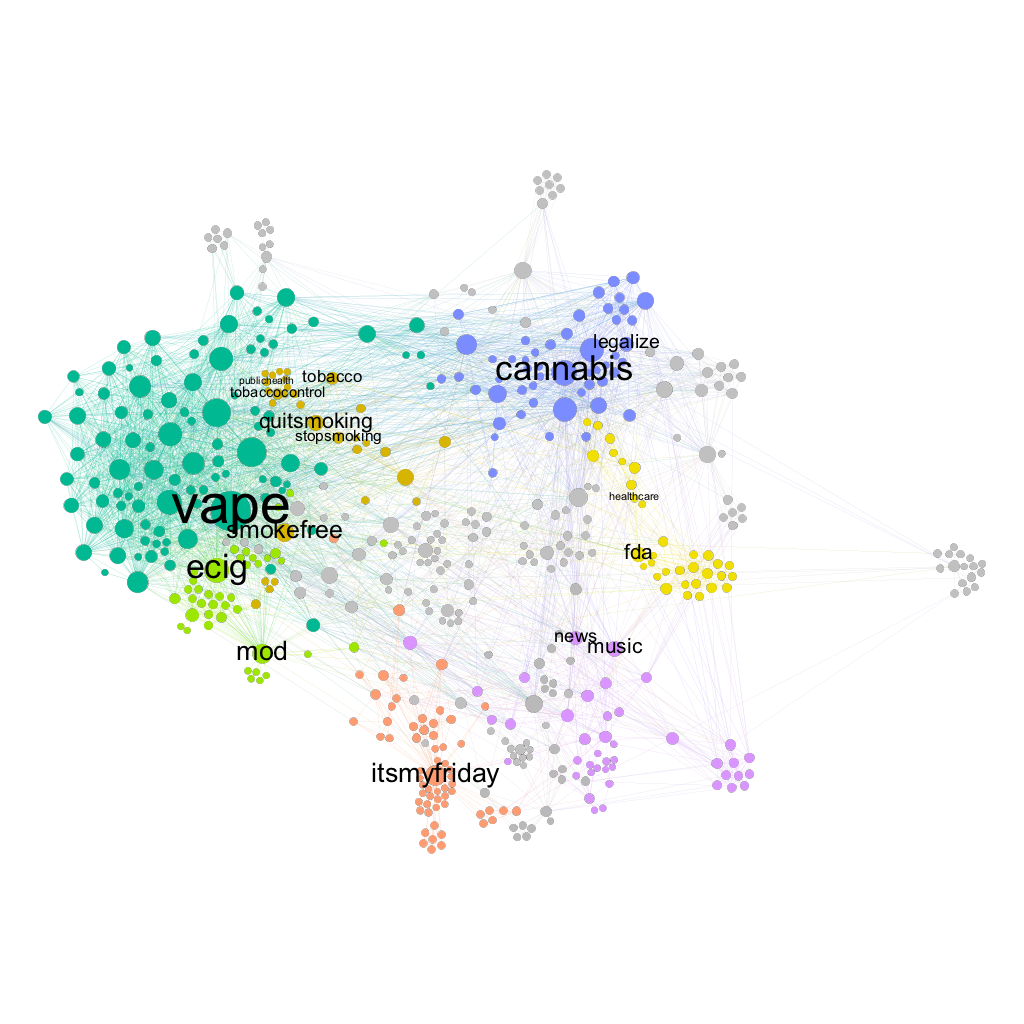 legalize
cannabis
publichealth
tobacco
tobaccocontrol
quitsmoking
stopsmoking
healthcare
vape
smokefree
fda
ecig
news
music
mod
itsmyfriday